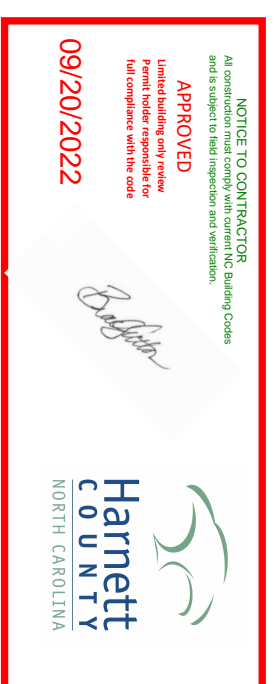 NOTICE TO CONTRACTOR
All construction must comply with current NC Building Codes
and is subject to field inspection and verification.
APPROVED
Limited building only review
Permit holder responsible for
full compliance with the code
09/20/2022
Harnett
COUNTY
NORTH CAROLINA